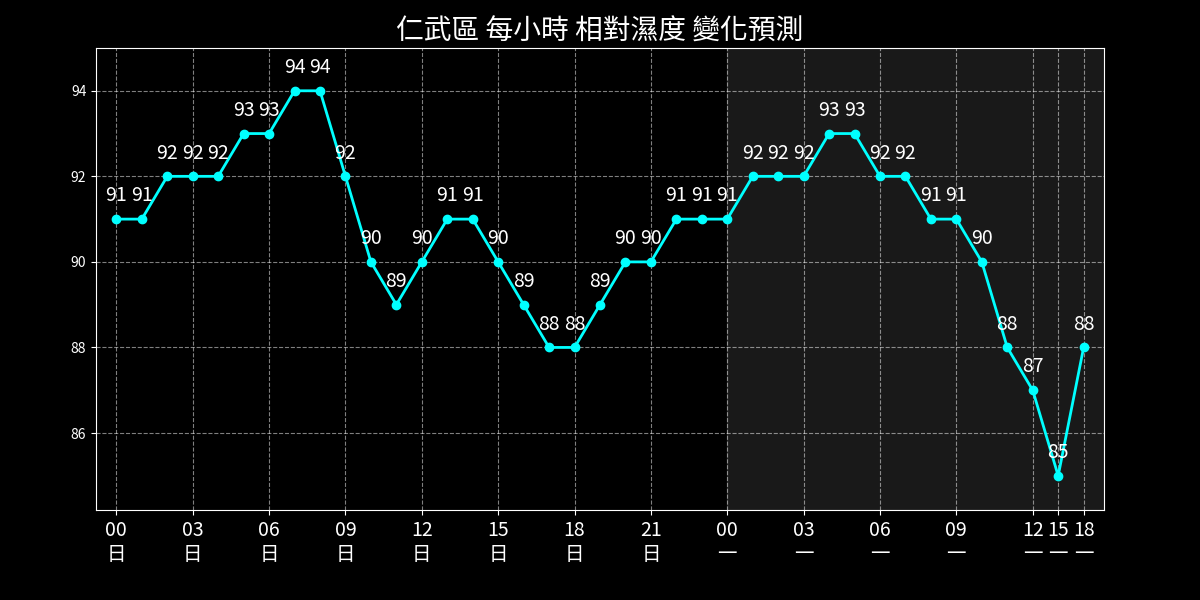 仁武區 每小時 相對濕度 變化預測
94 94
94
93 93 93 93
92 92 92 92 92 92 92 92 92
92
91 91 91 91 91 91 91 91 91
90 90 90 90 90 90
90
89 89 89
88 88 88 88
88
87
86
85
00 03 06 09 12 15 18 21 00 03 06 09 12 15 18
日 日 日 日 日 日 日 日 一 一 一 一 一 一 一